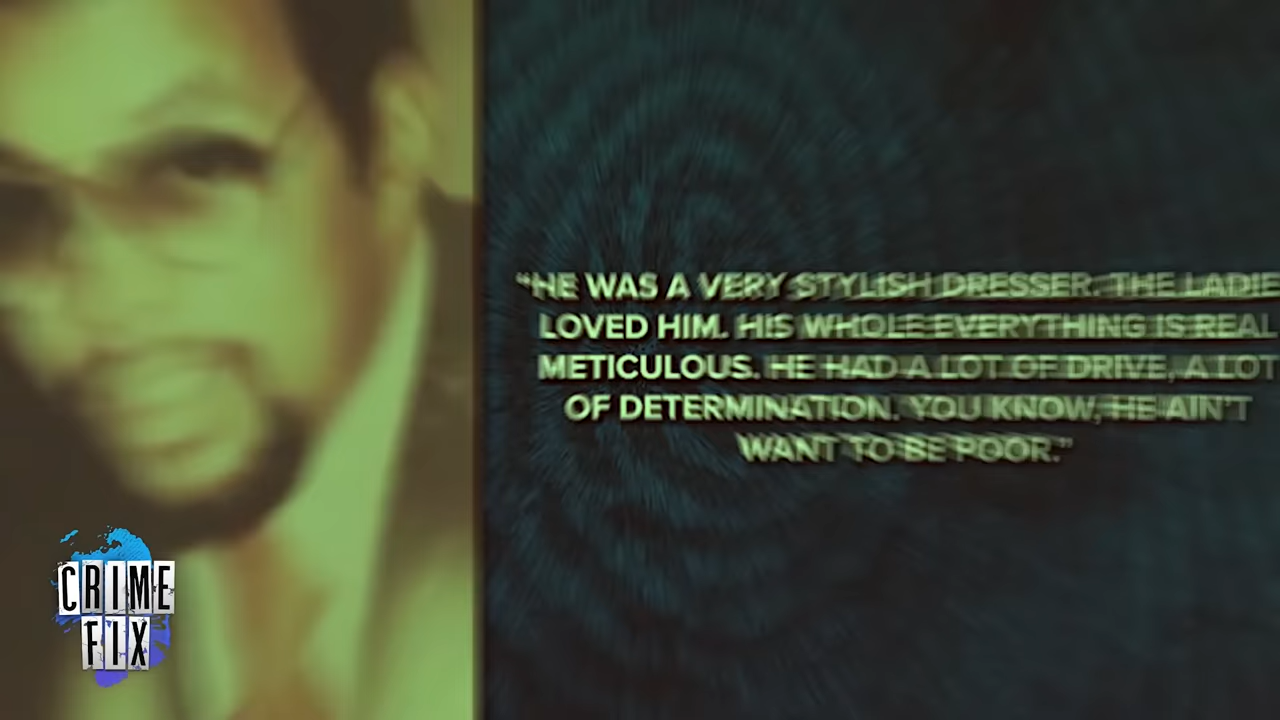 “HE WAS A VERY STYLISH DRESSER. THE LADIE
LOVED HIM. HIS WHOLE EVERYTHING IS REAL
METICULOUS. HE HAD A LOT OF DRIVE, A LOT
OF DETERMINATION. YOU KNOW, HE AIN'T
WANT TO BE POOR.”
CRIME
FIX